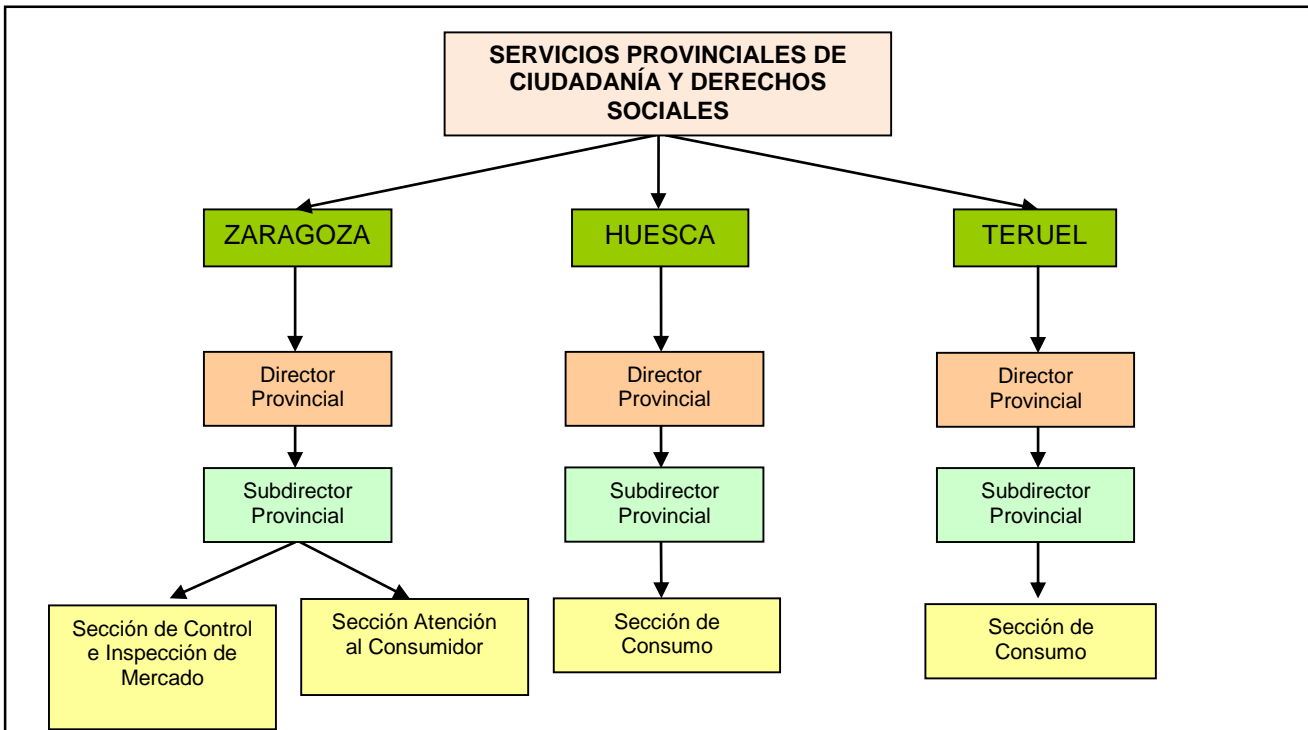 SERVICIOS PROVINCIALES DE
CIUDADANÍA Y DERECHOS
SOCIALES
ZARAGOZA
HUESCA
TERUEL
Director
Provincial
Director
Provincial
Director
Provincial
Subdirector
Provincial
Subdirector
Provincial
Subdirector
Provincial
Sección de Control
e Inspección de
Mercado
Sección Atención
al Consumidor
Sección de
Consumo
Sección de
Consumo